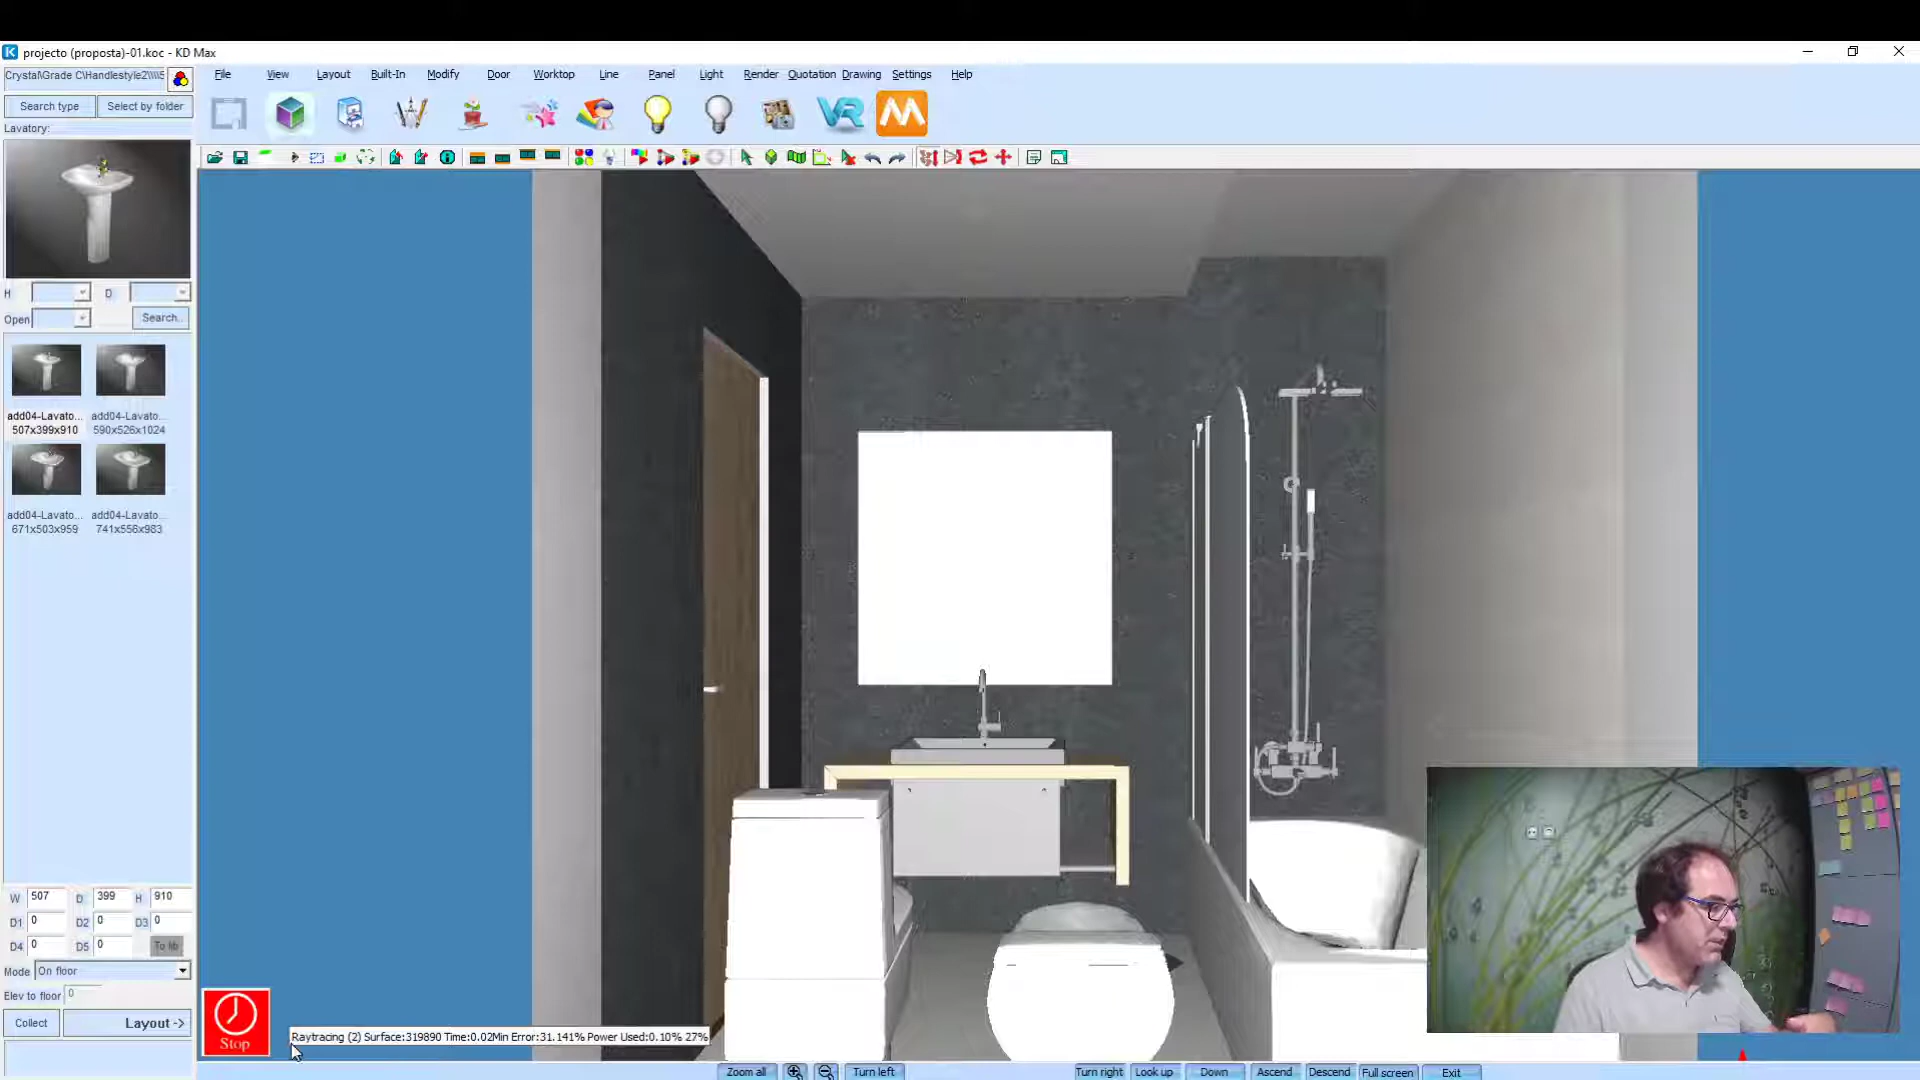 projecto (proposta)-01.koc - KD Max
Crystal\Grade C\Handlestyle2\\\\5
File View Layout Built-In Modify Door Worktop Line Panel Light Render Quotation Drawing Settings Help
Search type Select by folder
Lavatory:
VR
H D
Open Search..
add04-Lavato... add04-Lavato...
507x399x910 590x526x1024
add04-Lavato... add04-Lavato...
671x503x959 741x556x983
W 507 D 399 H 910
D1 0 D2 0 D3 0
D4 0 D5 0 To lib
Mode On floor
Elev to floor 0
Collect Layout ->
Stop
Raytracing (2) Surface:319890 Time:0.02Min Error:31.141% Power Used:0.10% 27%
Zoom all Turn left Turn right Look up Down Ascend Descend Full screen Exit